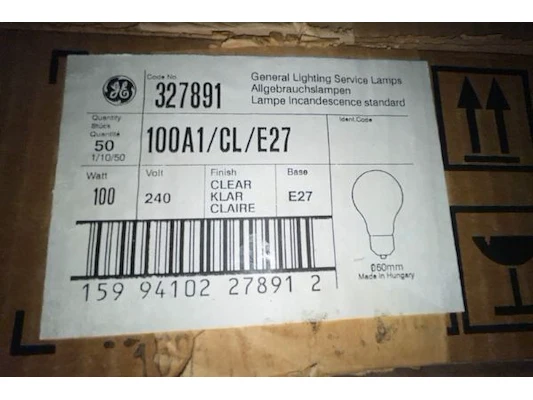 GE
Code No.
327891
General Lighting Service Lamps
Allgebrauchslampen
Lampe Incandescence standard
Quantity
Stück
Quantité
50
1/10/50
100A1/CL/E27
Ident.Code
Watt
100
Volt
240
Finish
CLEAR
KLAR
CLAIRE
Base
E27
159 94102 27891 2
Ø60mm
Made in Hungary